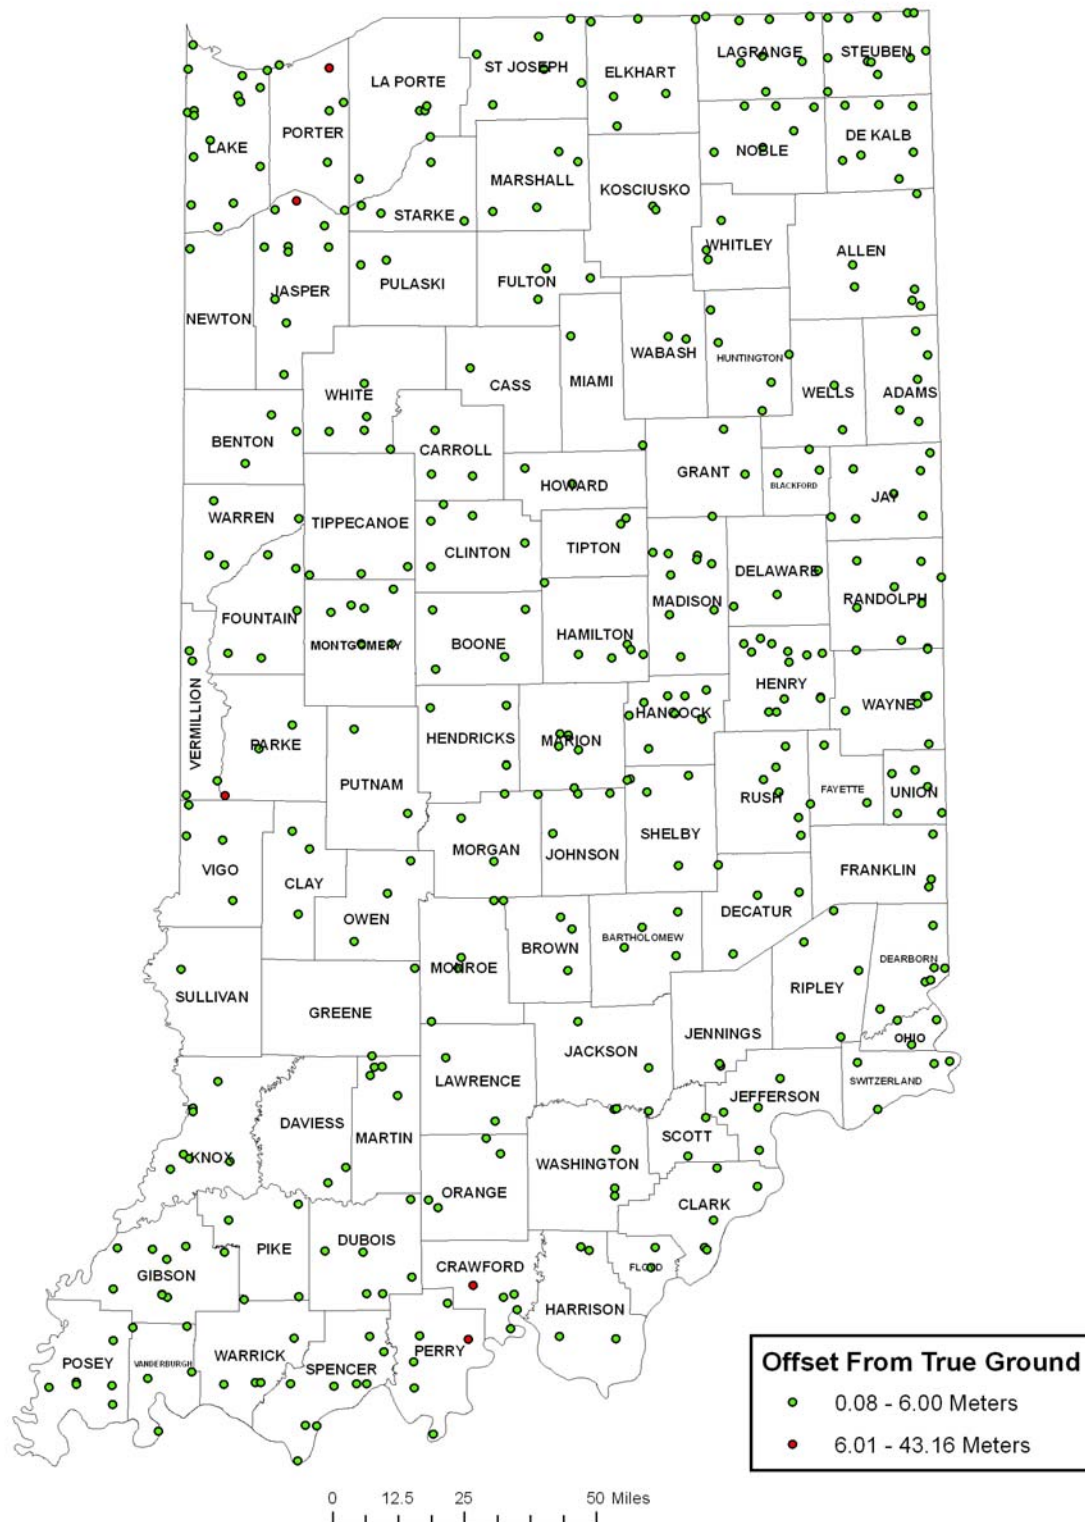 LAGRANGE
STEUBEN
ST JOSEPH
ELKHART
LA PORTE
PORTER
LAKE
NOBLE
DE KALB
MARSHALL
KOSCIUSKO
STARKE
WHITLEY
ALLEN
PULASKI
FULTON
JASPER
NEWTON
WABASH
HUNTINGTON
MIAMI
CASS
WHITE
WELLS
ADAMS
BENTON
CARROLL
GRANT
HOWARD
BLACKFORD
JAY
WARREN
TIPPECANOE
CLINTON
TIPTON
DELAWARE
RANDOLPH
MADISON
FOUNTAIN
MONTGOMERY
BOONE
HAMILTON
HENRY
WAYNE
VERMILLION
HANCOCK
PARKE
HENDRICKS
MARION
PUTNAM
RUSH
FAYETTE
UNION
SHELBY
MORGAN
JOHNSON
VIGO
CLAY
FRANKLIN
OWEN
DECATUR
BROWN
BARTHOLOMEW
DEARBORN
MONROE
RIPLEY
SULLIVAN
GREENE
JENNINGS
OHIO
JACKSON
LAWRENCE
SWITZERLAND
JEFFERSON
DAVIESS
MARTIN
SCOTT
KNOX
WASHINGTON
ORANGE
CLARK
PIKE
DUBOIS
CRAWFORD
FLOYD
GIBSON
HARRISON
PERRY
WARRICK
POSEY
VANDERBURGH
SPENCER
Offset From True Ground
0.08 - 6.00 Meters
6.01 - 43.16 Meters
0 12.5 25 50 Miles